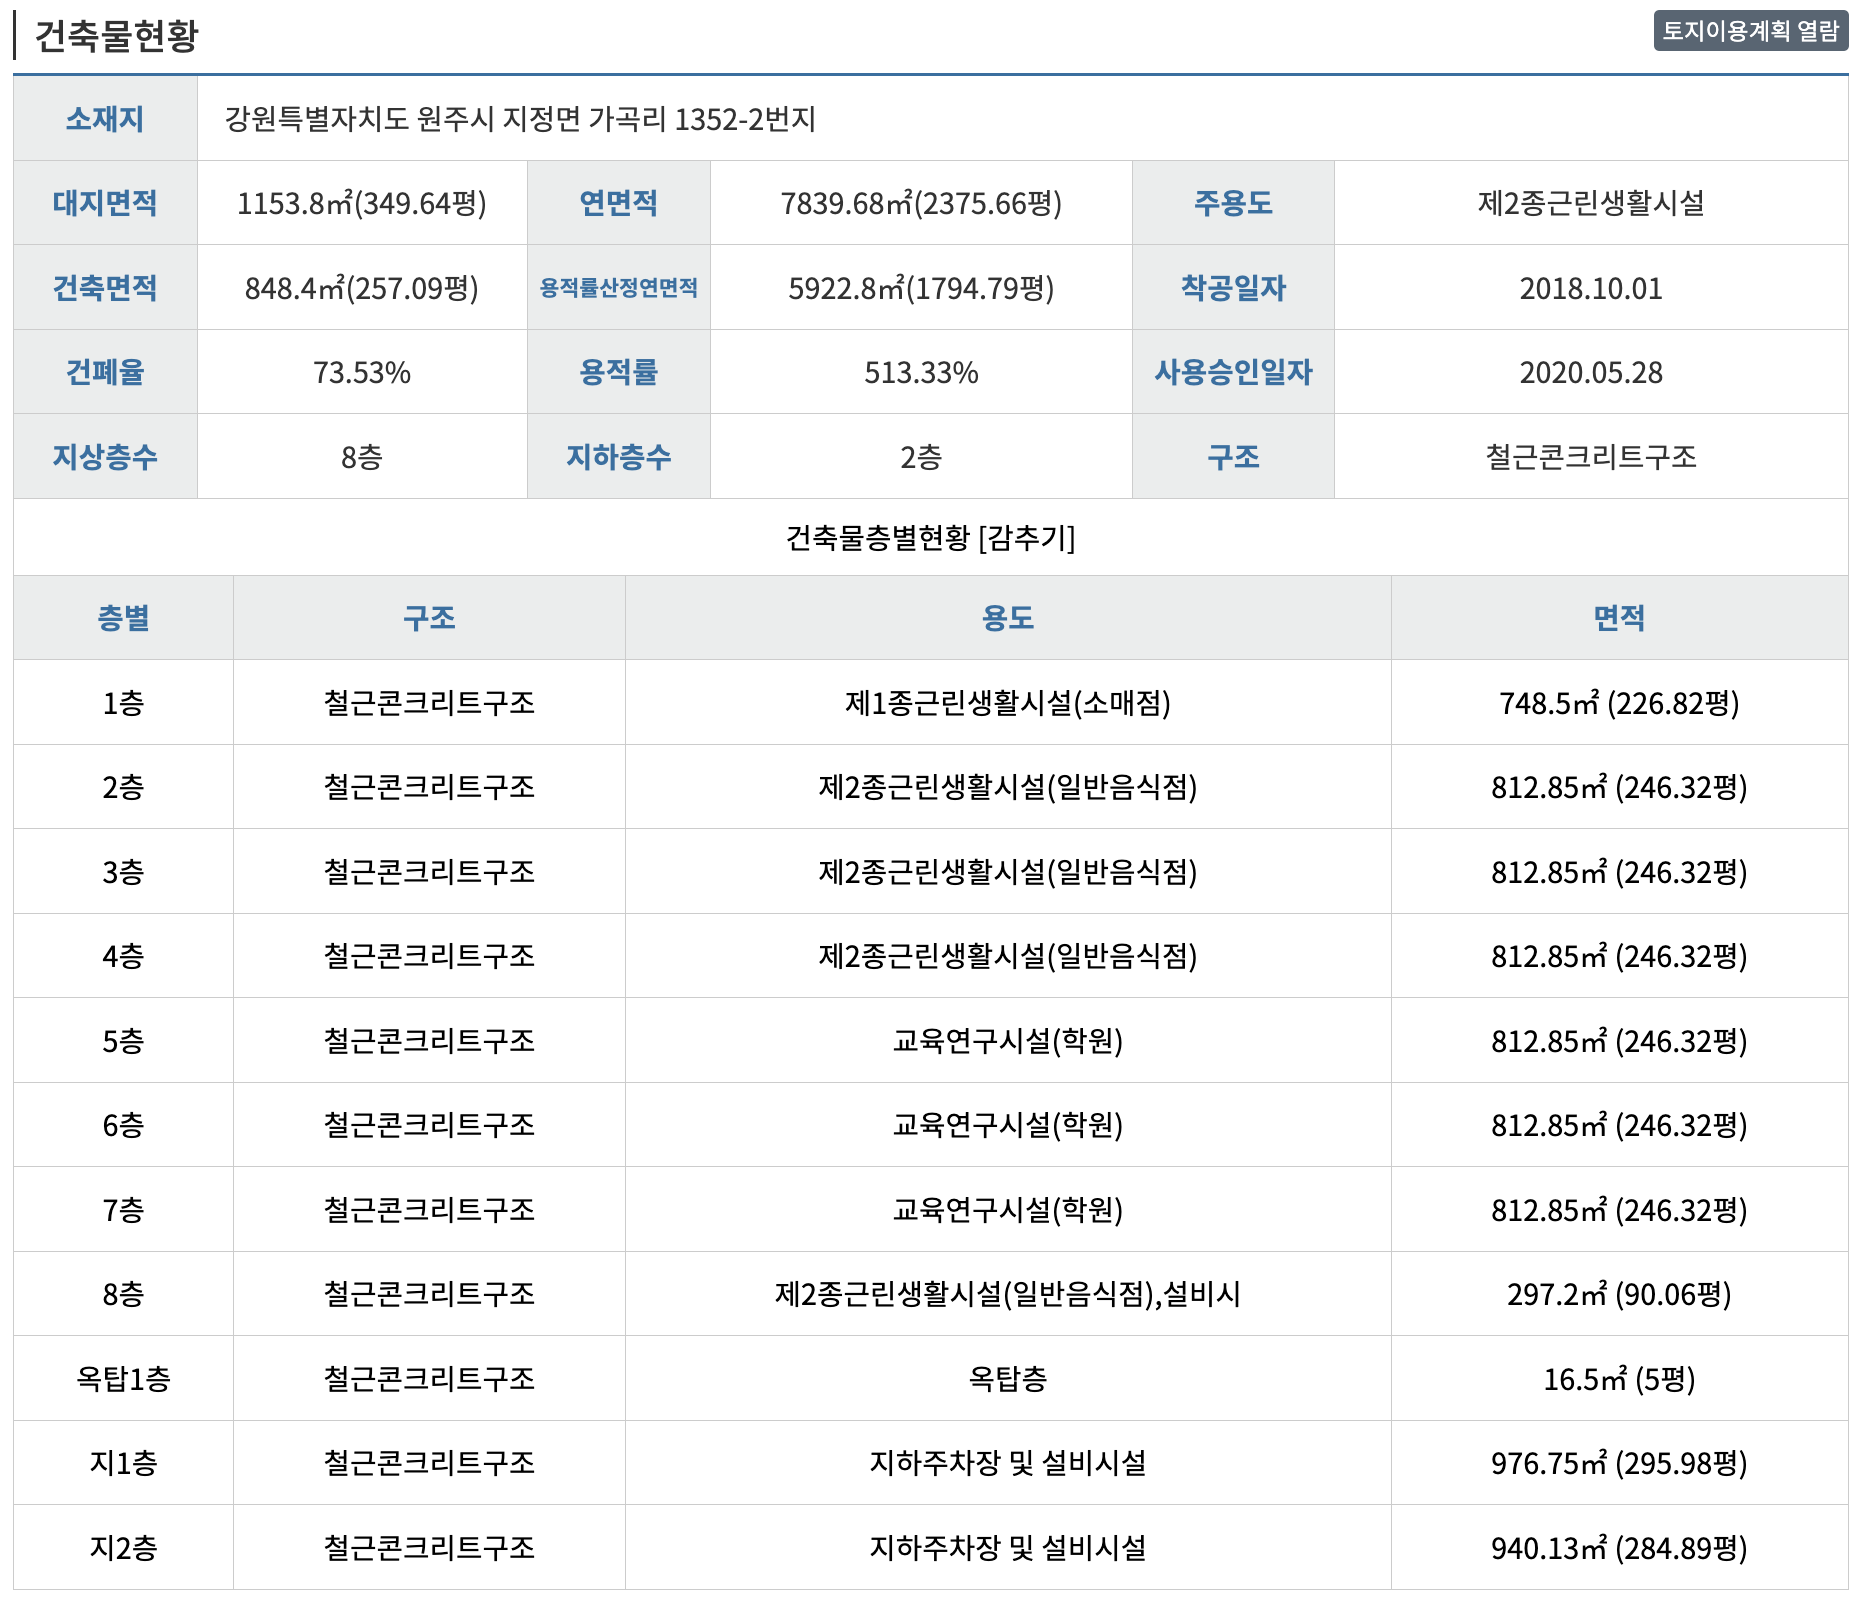 건축물현황
토지이용계획 열람
소재지 강원특별자치도 원주시 지정면 가곡리 1352-2번지
대지면적 1153.8㎡(349.64평) 연면적 7839.68㎡(2375.66평) 주용도 제2종근린생활시설
건축면적 848.4㎡(257.09평) 용적률산정연면적 5922.8㎡(1794.79평) 착공일자 2018.10.01
건폐율 73.53% 용적률 513.33% 사용승인일자 2020.05.28
지상층수 8층 지하층수 2층 구조 철근콘크리트구조
건축물층별현황 [감추기]
층별 구조 용도 면적
1층 철근콘크리트구조 제1종근린생활시설(소매점) 748.5㎡ (226.82평)
2층 철근콘크리트구조 제2종근린생활시설(일반음식점) 812.85㎡ (246.32평)
3층 철근콘크리트구조 제2종근린생활시설(일반음식점) 812.85㎡ (246.32평)
4층 철근콘크리트구조 제2종근린생활시설(일반음식점) 812.85㎡ (246.32평)
5층 철근콘크리트구조 교육연구시설(학원) 812.85㎡ (246.32평)
6층 철근콘크리트구조 교육연구시설(학원) 812.85㎡ (246.32평)
7층 철근콘크리트구조 교육연구시설(학원) 812.85㎡ (246.32평)
8층 철근콘크리트구조 제2종근린생활시설(일반음식점),설비시 297.2㎡ (90.06평)
옥탑1층 철근콘크리트구조 옥탑층 16.5㎡ (5평)
지1층 철근콘크리트구조 지하주차장 및 설비시설 976.75㎡ (295.98평)
지2층 철근콘크리트구조 지하주차장 및 설비시설 940.13㎡ (284.89평)